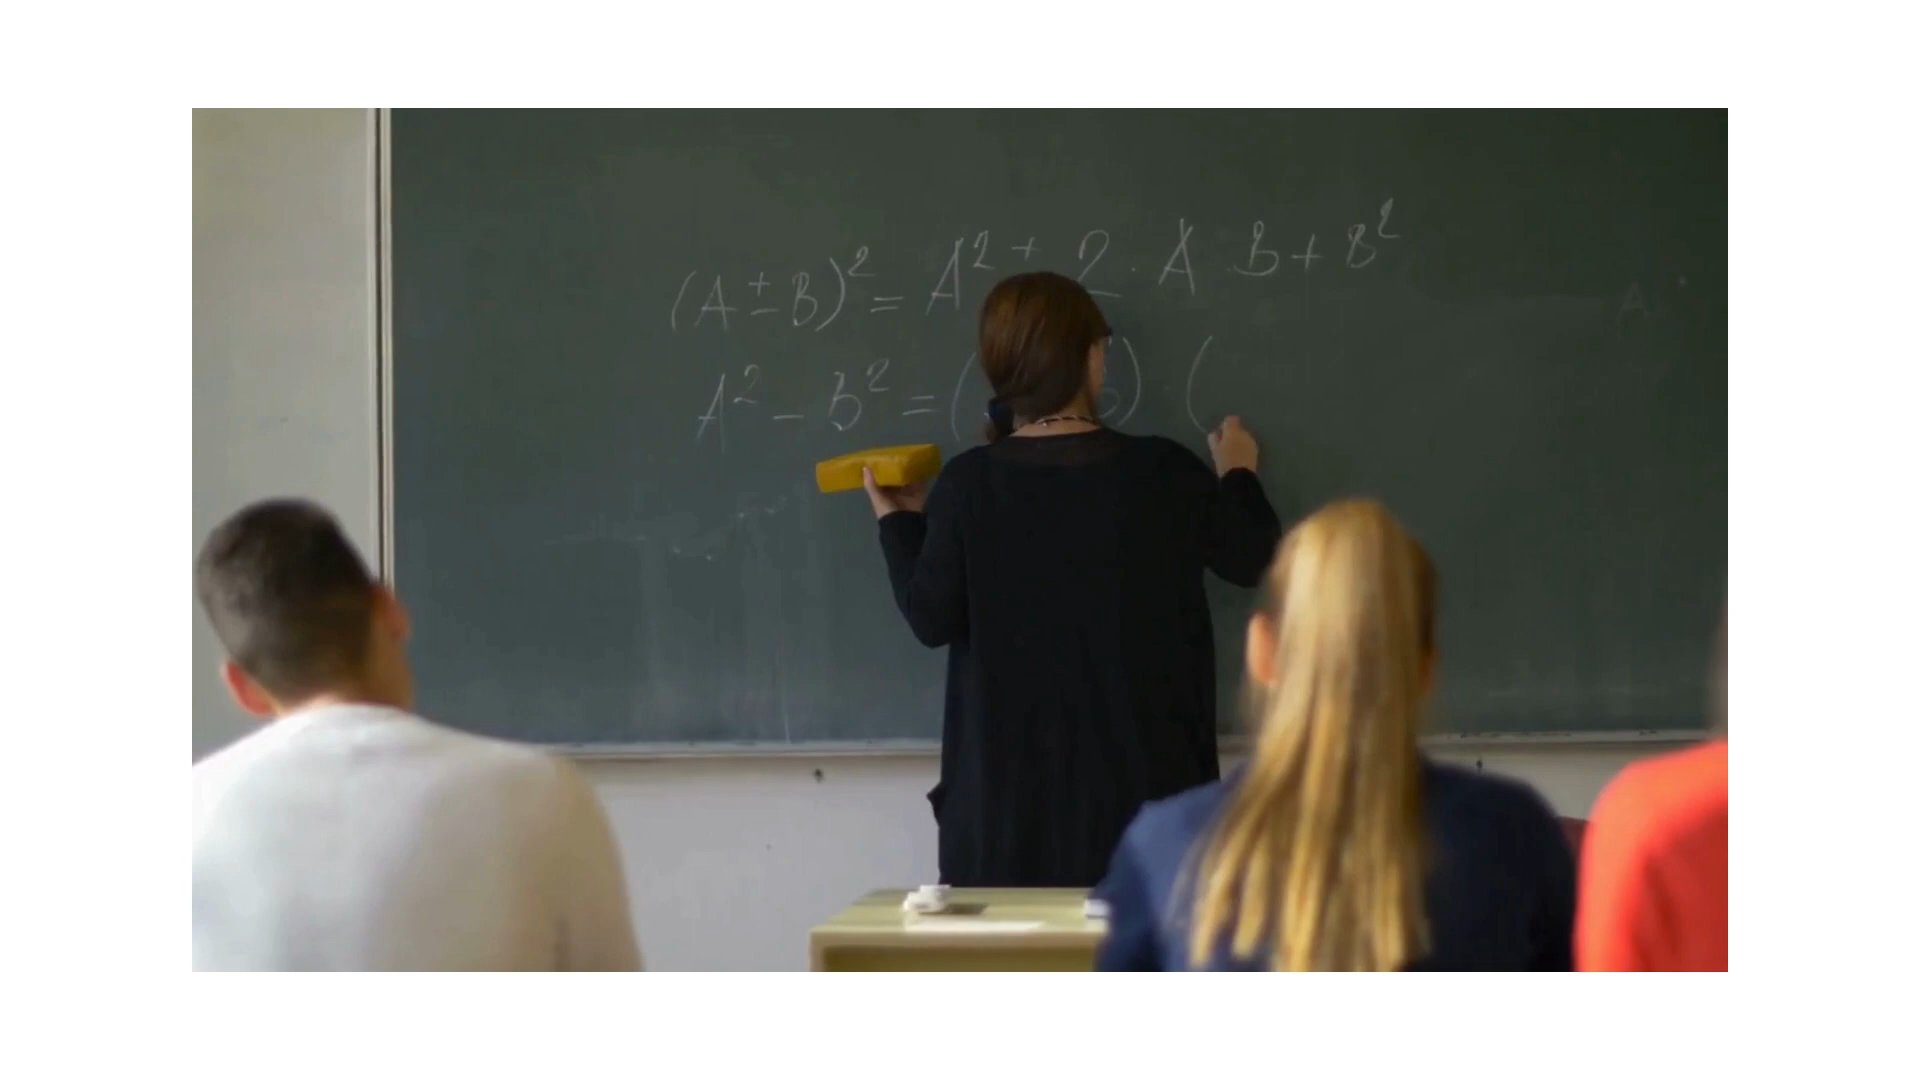 (A ± B)² = A² ± 2 · A · B + B²
A² − B² = ( B) (